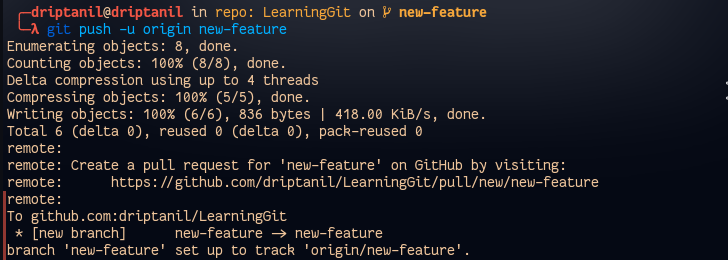 driptanil@driptanil in repo: LearningGit on new-feature
λ git push -u origin new-feature
Enumerating objects: 8, done.
Counting objects: 100% (8/8), done.
Delta compression using up to 4 threads
Compressing objects: 100% (5/5), done.
Writing objects: 100% (6/6), 836 bytes | 418.00 KiB/s, done.
Total 6 (delta 0), reused 0 (delta 0), pack-reused 0
remote:
remote: Create a pull request for 'new-feature' on GitHub by visiting:
remote:      https://github.com/driptanil/LearningGit/pull/new/new-feature
remote:
To github.com:driptanil/LearningGit
 * [new branch]      new-feature -> new-feature
branch 'new-feature' set up to track 'origin/new-feature'.